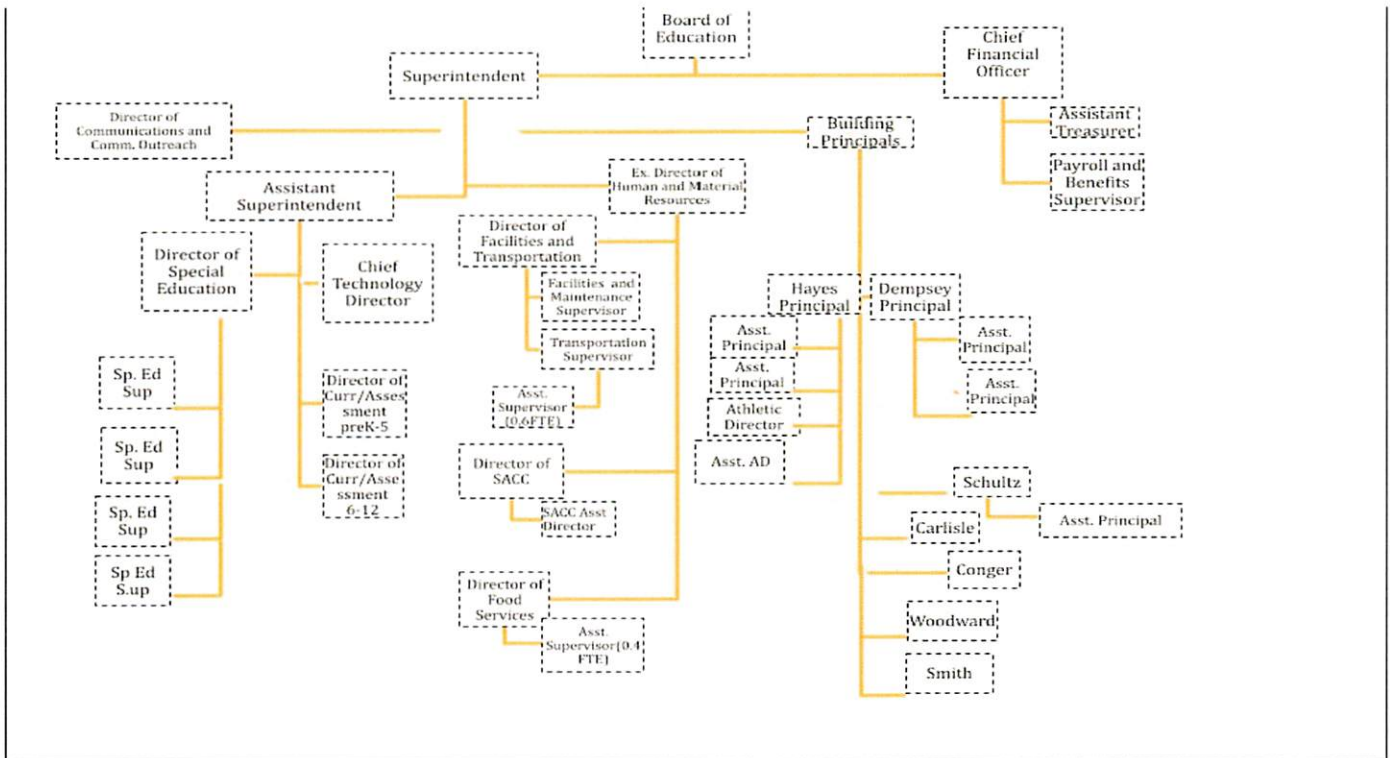 Board of
Education
Chief
Financial
Officer
Superintendent
Director of
Communications and
Comm. Outreach
Building
Principals
Assistant
Treasurer
Payroll and
Benefits
Supervisor
Assistant
Superintendent
Ex. Director of
Human and Material
Resources
Director of
Special
Education
Chief
Technology
Director
Director of
Facilities and
Transportation
Facilities and
Maintenance
Supervisor
Transportation
Supervisor
Asst.
Supervisor
(0.6FTE)
Hayes
Principal
Dempsey
Principal
Asst.
Principal
Asst.
Principal
Athletic
Director
Asst. AD
Asst.
Principal
Asst.
Principal
Sp. Ed
Sup
Sp. Ed
Sup
Sp. Ed
Sup
Sp Ed
S.up
Director of
Curr/Asses
sment
preK-5
Director of
Curr/Asse
ssment
6-12
Director of
SACC
SACC Asst
Director
Director of
Food
Services
Asst.
Supervisor(0.4
FTE)
Schultz
Asst. Principal
Carlisle
Conger
Woodward
Smith